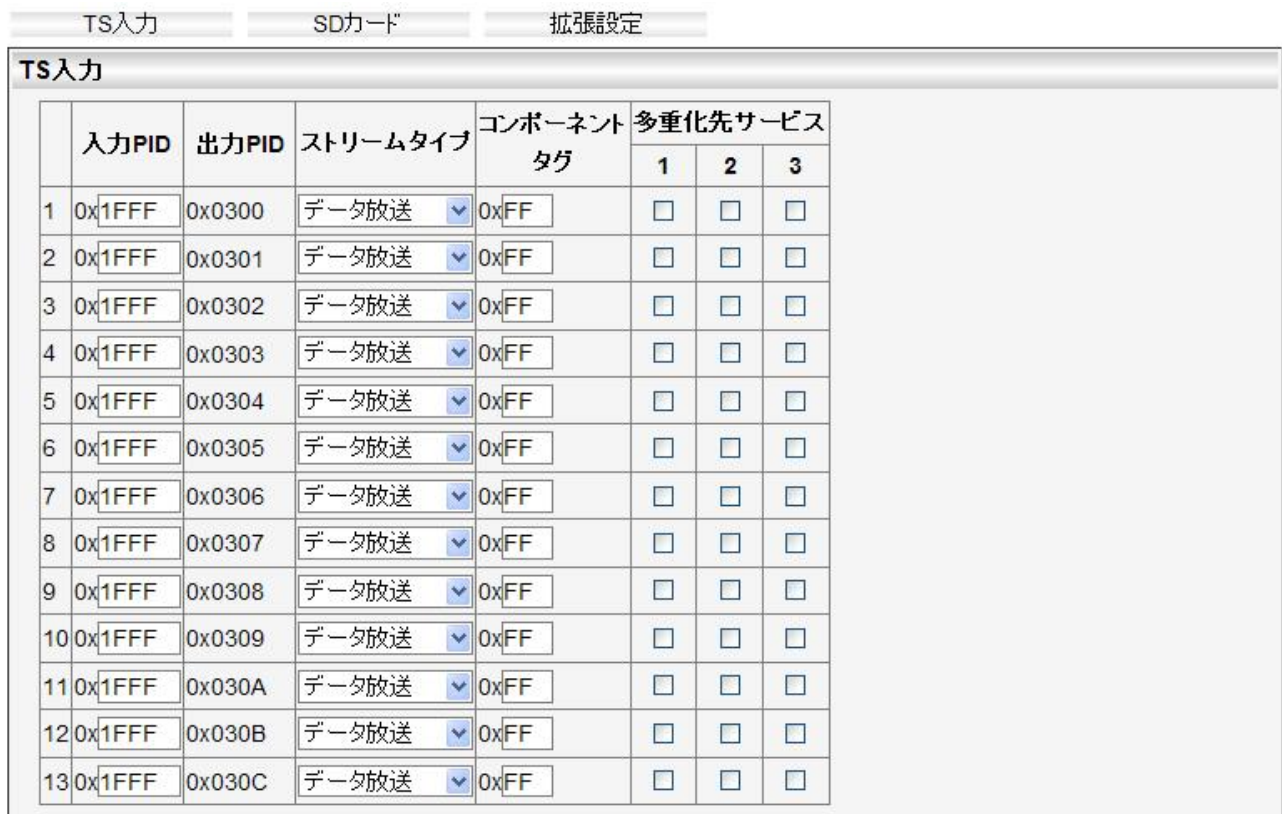 TS入力 SDカード 拡張設定
TS入力
入力PID 出力PID ストリームタイプ コンポーネントタグ 多重化先サービス
1 2 3
1 0x1FFF 0x0300 データ放送 0xFF
2 0x1FFF 0x0301 データ放送 0xFF
3 0x1FFF 0x0302 データ放送 0xFF
4 0x1FFF 0x0303 データ放送 0xFF
5 0x1FFF 0x0304 データ放送 0xFF
6 0x1FFF 0x0305 データ放送 0xFF
7 0x1FFF 0x0306 データ放送 0xFF
8 0x1FFF 0x0307 データ放送 0xFF
9 0x1FFF 0x0308 データ放送 0xFF
10 0x1FFF 0x0309 データ放送 0xFF
11 0x1FFF 0x030A データ放送 0xFF
12 0x1FFF 0x030B データ放送 0xFF
13 0x1FFF 0x030C データ放送 0xFF